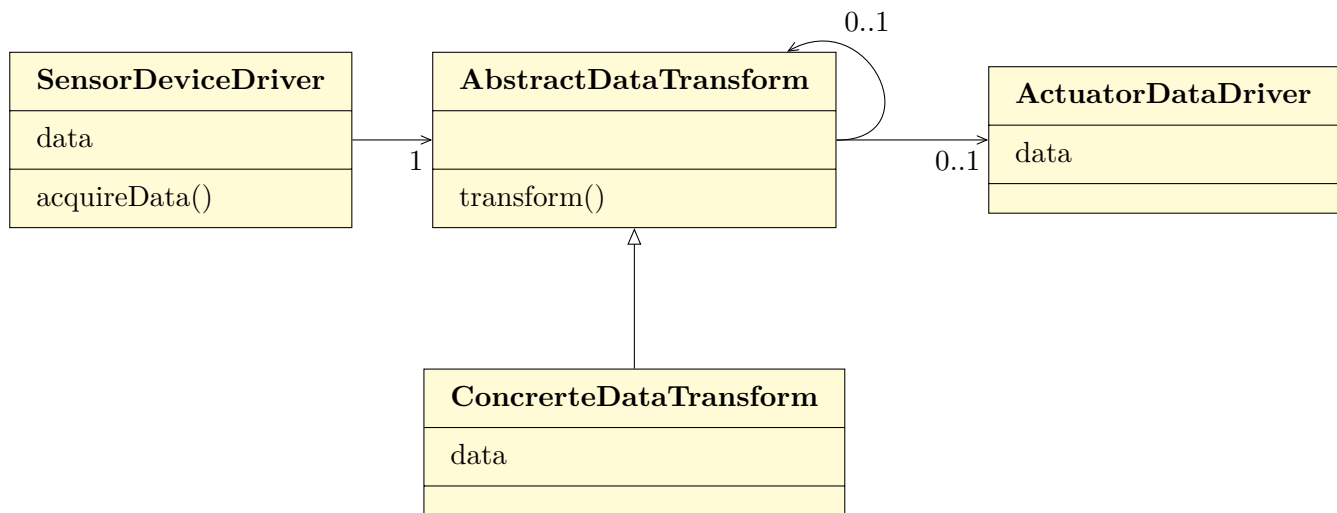 0..1
SensorDeviceDriver
data
acquireData()
1
AbstractDataTransform
transform()
0..1
ActuatorDataDriver
data
ConcrerteDataTransform
data